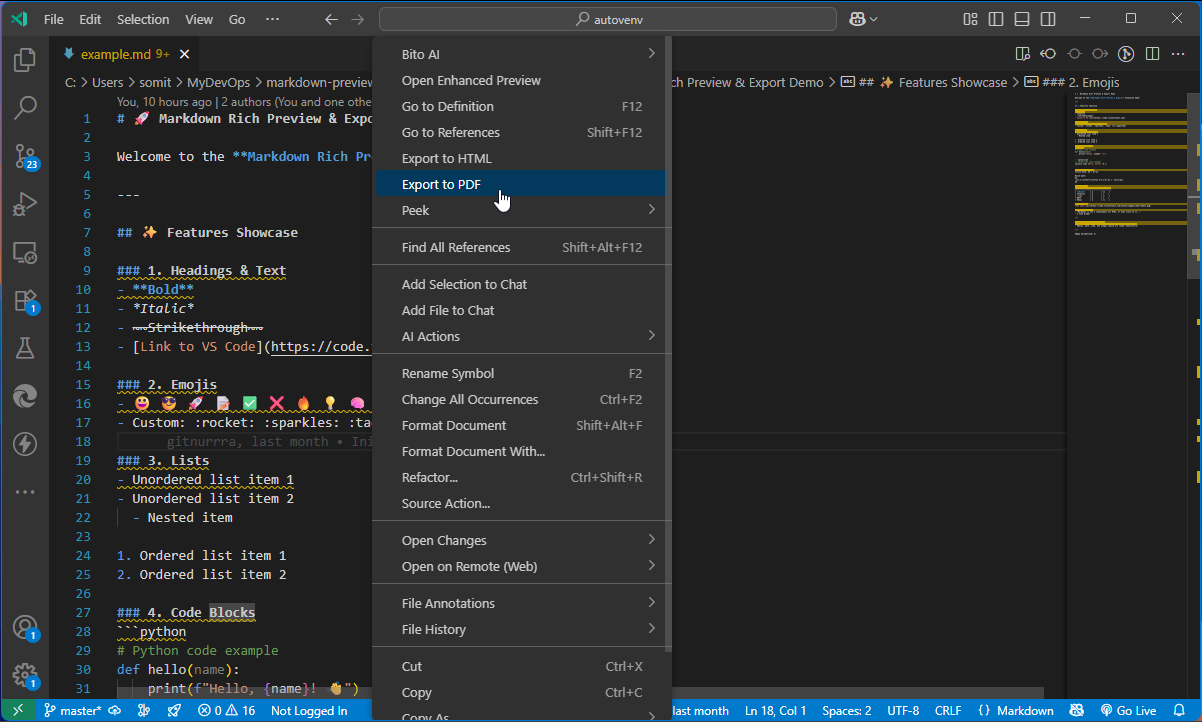 File Edit Selection View Go ··· autovenv
example.md 9+
C: > Users > somit > MyDevOps > markdown-preview
ch Preview & Export Demo > ## ✨ Features Showcase > ### 2. Emojis
You, 10 hours ago | 2 authors (You and one othe
1 # 🚀 Markdown Rich Preview & Expo
2
3 Welcome to the **Markdown Rich Pr
4
5 ---
6
7 ## ✨ Features Showcase
8
9 ### 1. Headings & Text
10 - **Bold**
11 - *Italic*
12 - ~~Strikethrough~~
13 - [Link to VS Code](https://code.
14
15 ### 2. Emojis
16 - 😀 😎 🚀 📝 ✅ ❌ 🔥 💡 🧠
17 - Custom: :rocket: :sparkles: :ta
18 gitnurrra, last month • Ini
19 ### 3. Lists
20 - Unordered list item 1
21 - Unordered list item 2
22 - Nested item
23
24 1. Ordered list item 1
25 2. Ordered list item 2
26
27 ### 4. Code Blocks
28 ```python
29 # Python code example
30 def hello(name):
31 print(f"Hello, {name}! 👋")
Bito AI
Open Enhanced Preview
Go to Definition F12
Go to References Shift+F12
Export to HTML
Export to PDF
Peek
Find All References Shift+Alt+F12
Add Selection to Chat
Add File to Chat
AI Actions
Rename Symbol F2
Change All Occurrences Ctrl+F2
Format Document Shift+Alt+F
Format Document With...
Refactor... Ctrl+Shift+R
Source Action...
Open Changes
Open on Remote (Web)
File Annotations
File History
Cut Ctrl+X
Copy Ctrl+C
Copy As
23
1
1
1
master* 0 16 Not Logged In
last month Ln 18, Col 1 Spaces: 2 UTF-8 CRLF {} Markdown Go Live